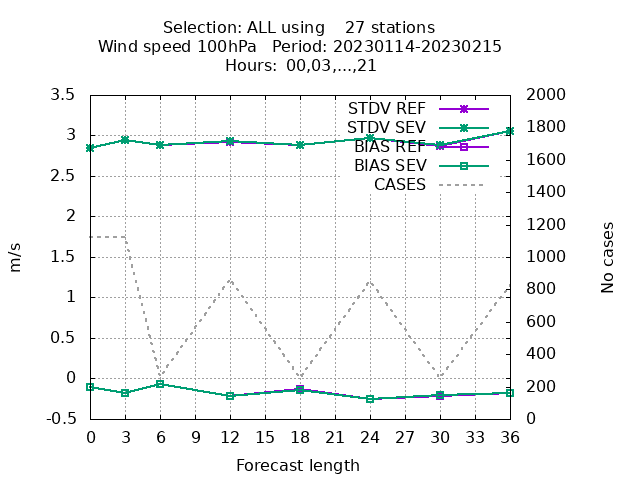 Selection: ALL using    27 stations
Wind speed 100hPa   Period: 20230114-20230215
Hours: 00,03,...,21
STDV REF
STDV SEV
BIAS REF
BIAS SEV
CASES
3.5
3
2.5
2
1.5
1
0.5
0
-0.5
m/s
2000
1800
1600
1400
1200
1000
800
600
400
200
0
No cases
0 3 6 9 12 15 18 21 24 27 30 33 36
Forecast length